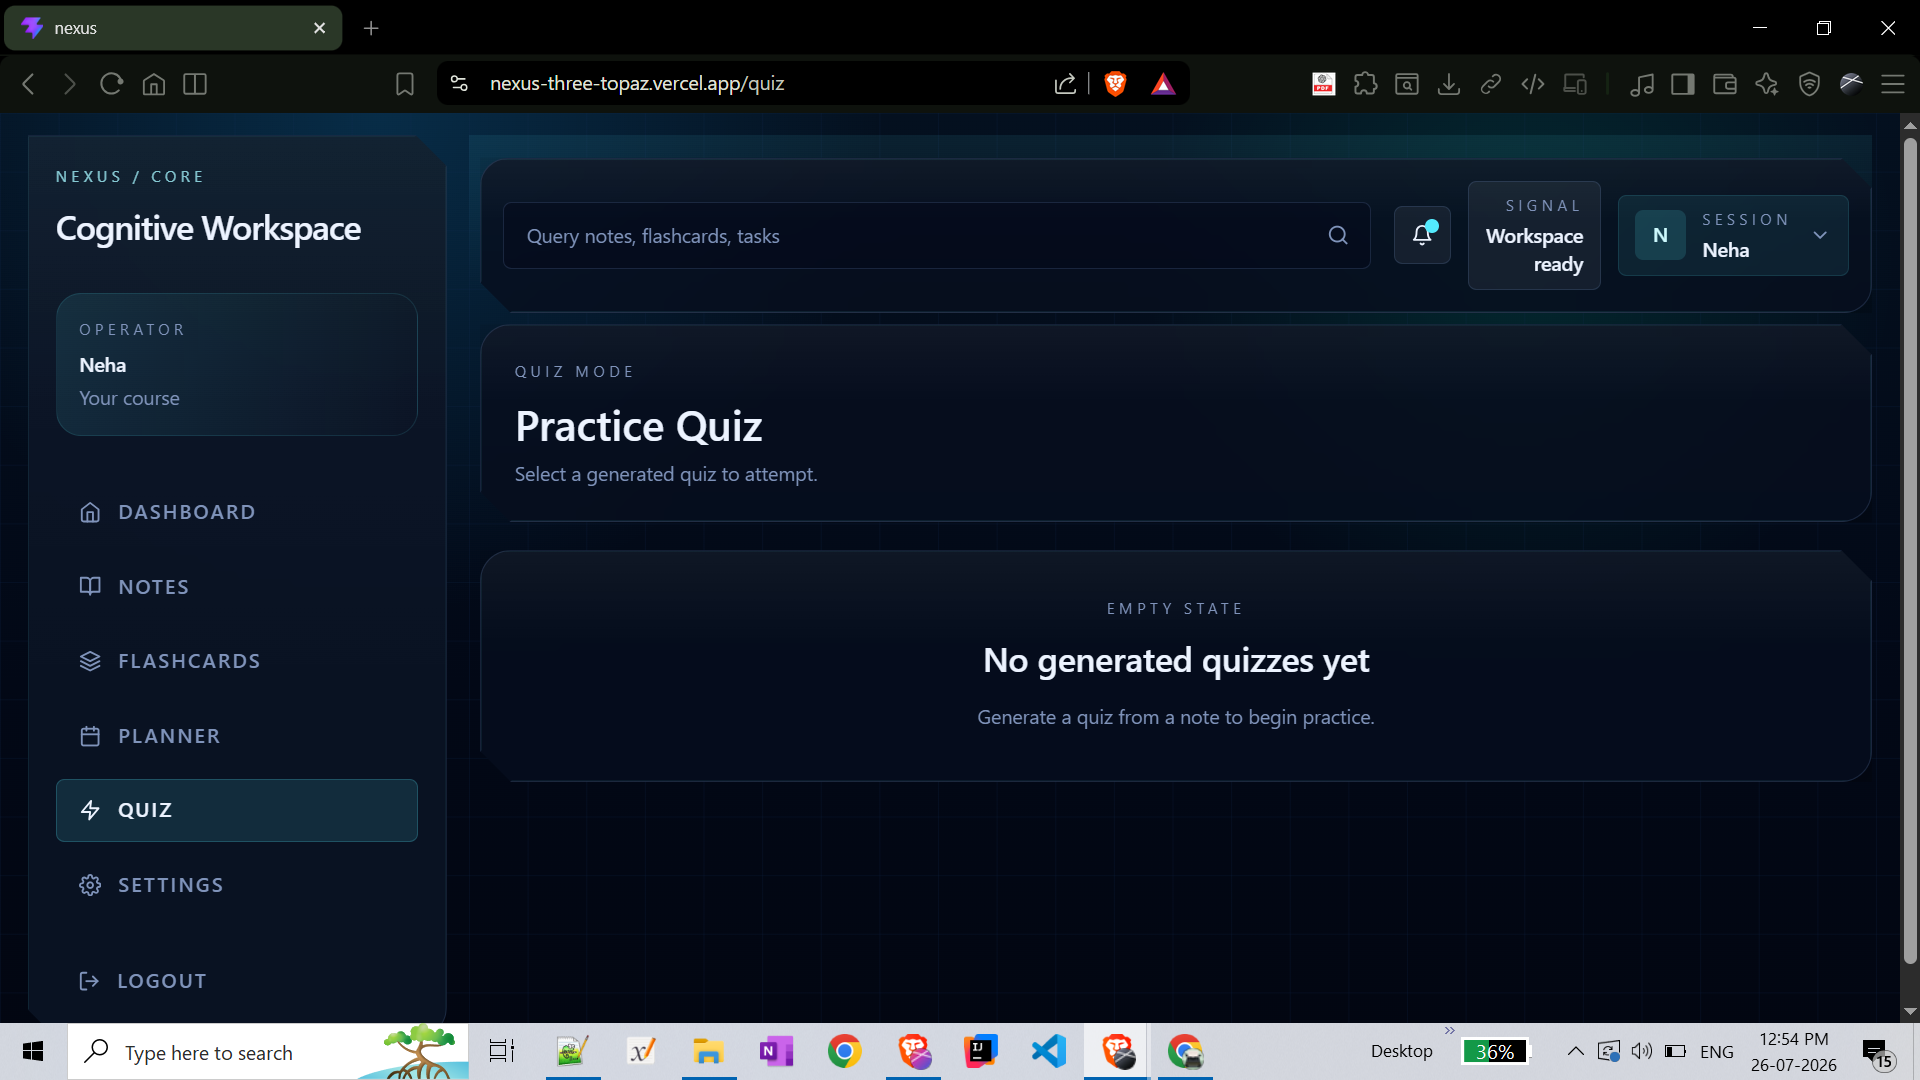 nexus
nexus-three-topaz.vercel.app/quiz
PDF
NEXUS / CORE
Cognitive Workspace
OPERATOR
Neha
Your course
DASHBOARD
NOTES
FLASHCARDS
PLANNER
QUIZ
SETTINGS
LOGOUT
Query notes, flashcards, tasks
SIGNAL
Workspace
ready
N
SESSION
Neha
QUIZ MODE
Practice Quiz
Select a generated quiz to attempt.
EMPTY STATE
No generated quizzes yet
Generate a quiz from a note to begin practice.
Type here to search
Desktop
36%
ENG
12:54 PM
26-07-2026
15